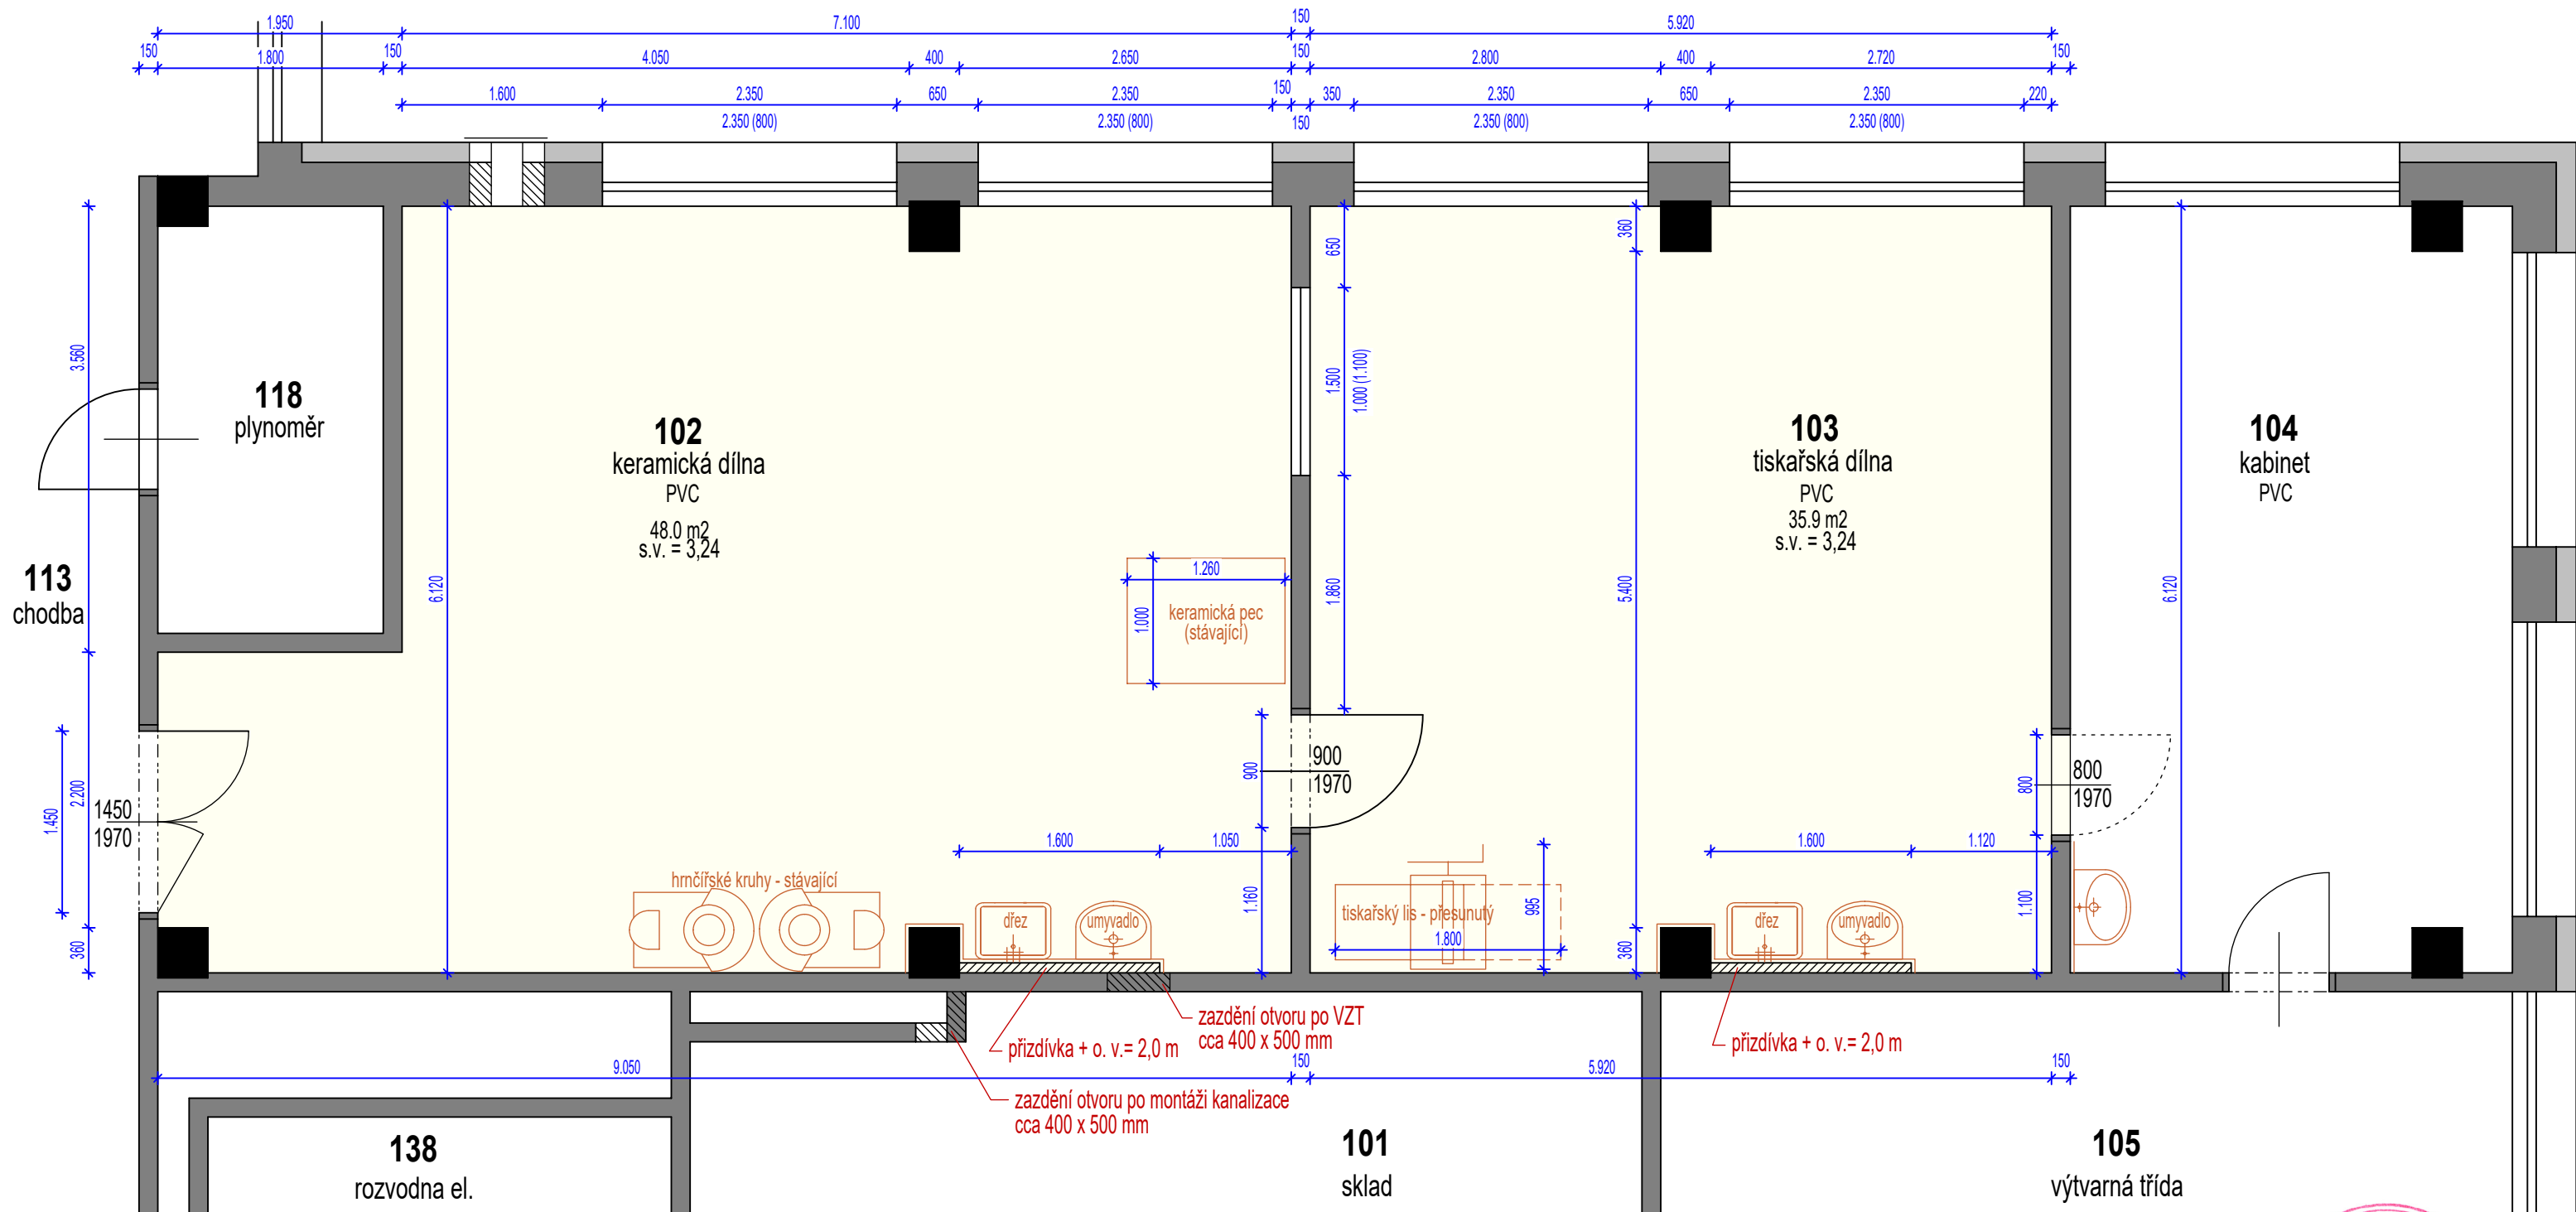 1.950
7.100
150
5.920
150
1.800
150
4.050
400
2.650
150
2.800
400
2.720
150
1.600
2.350
650
2.350
150
350
2.350
650
2.350
220
2.350 (800)
2.350 (800)
150
2.350 (800)
2.350 (800)
650
360
3.560
1.500
1.000 (1.100)
118
plynoměr
102
keramická dílna
PVC
48.0 m2
s.v. = 3,24
103
tiskařská dílna
PVC
35.9 m2
s.v. = 3,24
104
kabinet
PVC
113
chodba
6.120
1.260
1.000
keramická pec
(stávající)
1.860
5.400
6.120
900
1970
900
800
1970
800
1450
1970
1.450
2.200
360
1.600
1.050
1.600
1.120
hrnčířské kruhy - stávající
dřez
umyvadlo
1.160
tiskařský lis - přesunutý
1.800
995
360
dřez
umyvadlo
1.100
zazdění otvoru po VZT
cca 400 x 500 mm
přizdívka + o. v.= 2,0 m
přizdívka + o. v.= 2,0 m
9.050
150
5.920
150
zazdění otvoru po montáži kanalizace
cca 400 x 500 mm
138
rozvodna el.
101
sklad
105
výtvarná třída